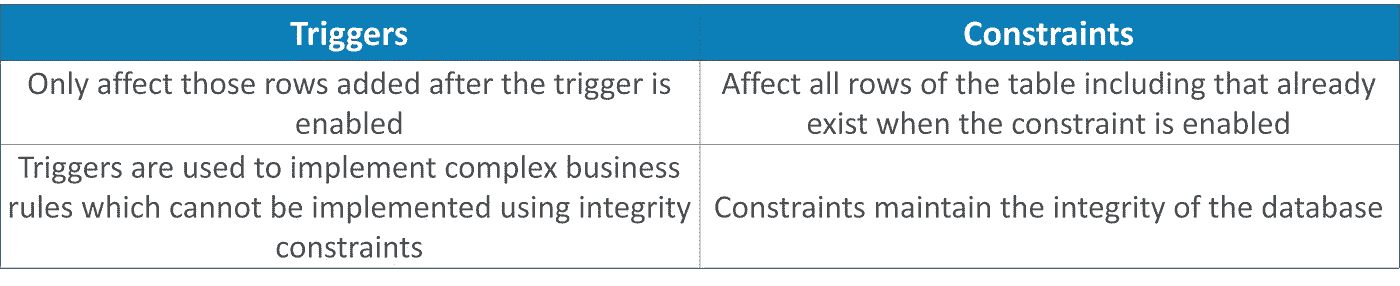 Triggers
Constraints
Only affect those rows added after the trigger is
enabled
Affect all rows of the table including that already
exist when the constraint is enabled
Triggers are used to implement complex business
rules which cannot be implemented using integrity
constraints
Constraints maintain the integrity of the database